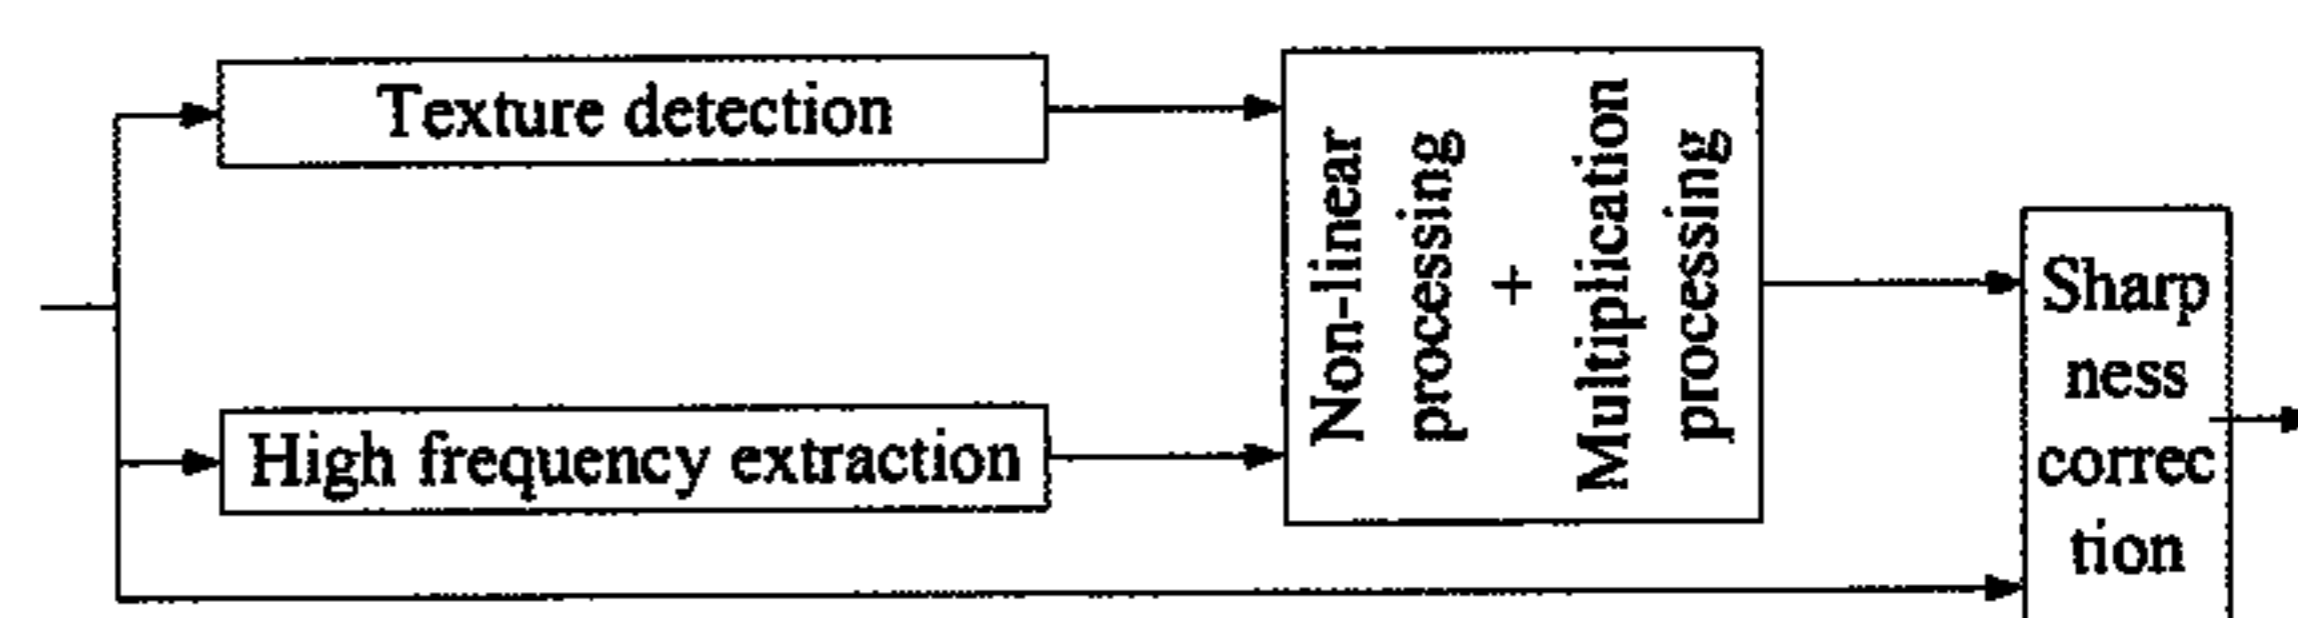 Texture detection
High frequency extraction
Non-linear
processing
+
Multiplication
processing
Sharp
ness
correc
tion